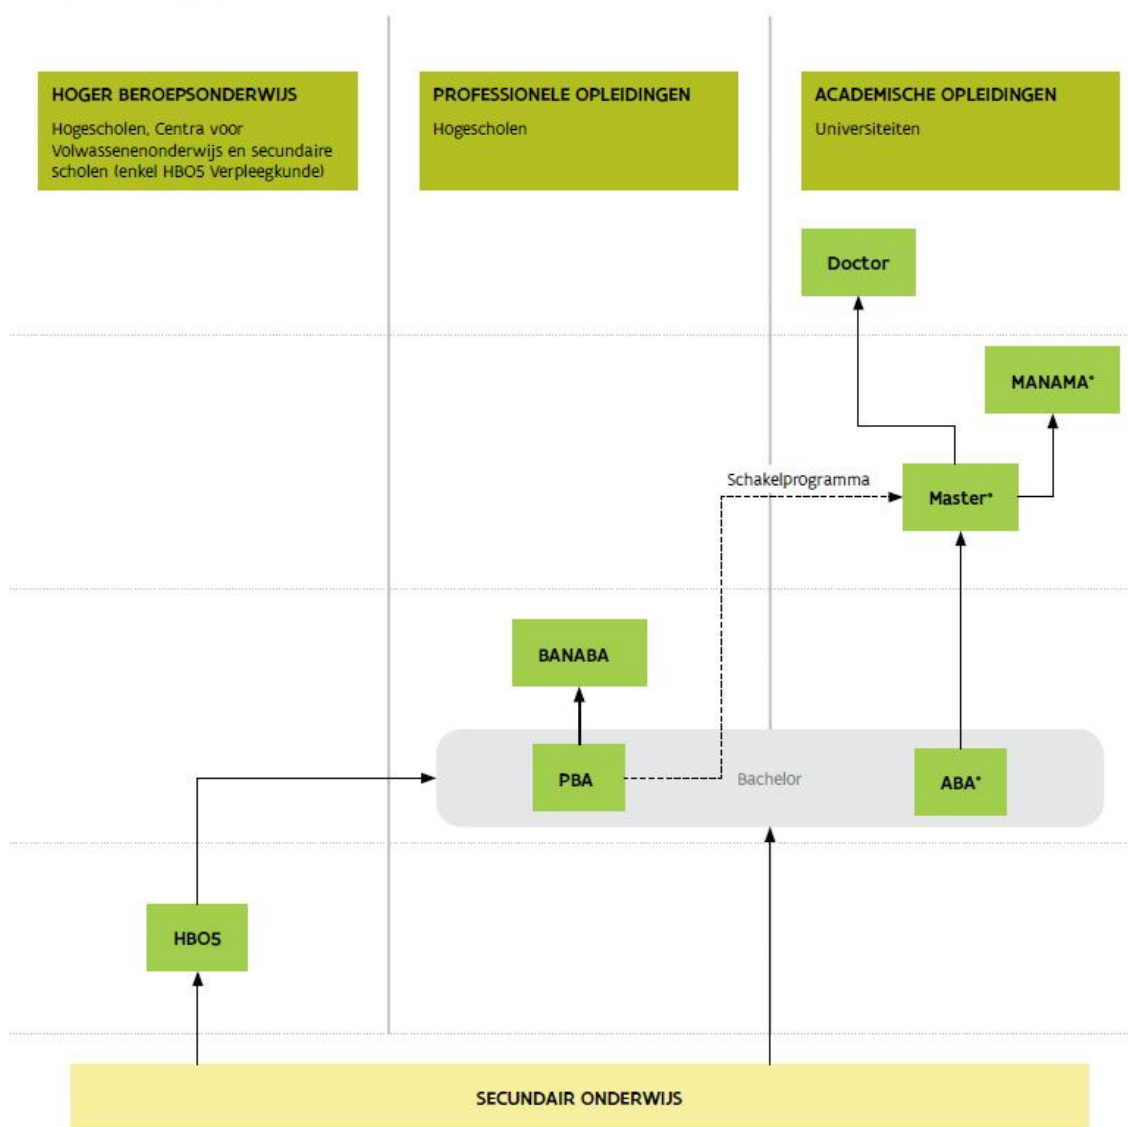 HOGER BEROEPSONDERWIJS
Hogescholen, Centra voor
Volwassenenonderwijs en secundaire
scholen (enkel HBO5 Verpleegkunde)
PROFESSIONELE OPLEIDINGEN
Hogescholen
ACADEMISCHE OPLEIDINGEN
Universiteiten
Doctor
MANAMA*
Schakelprogramma
Master*
BANABA
PBA
Bachelor
ABA*
HBO5
SECUNDAIR ONDERWIJS